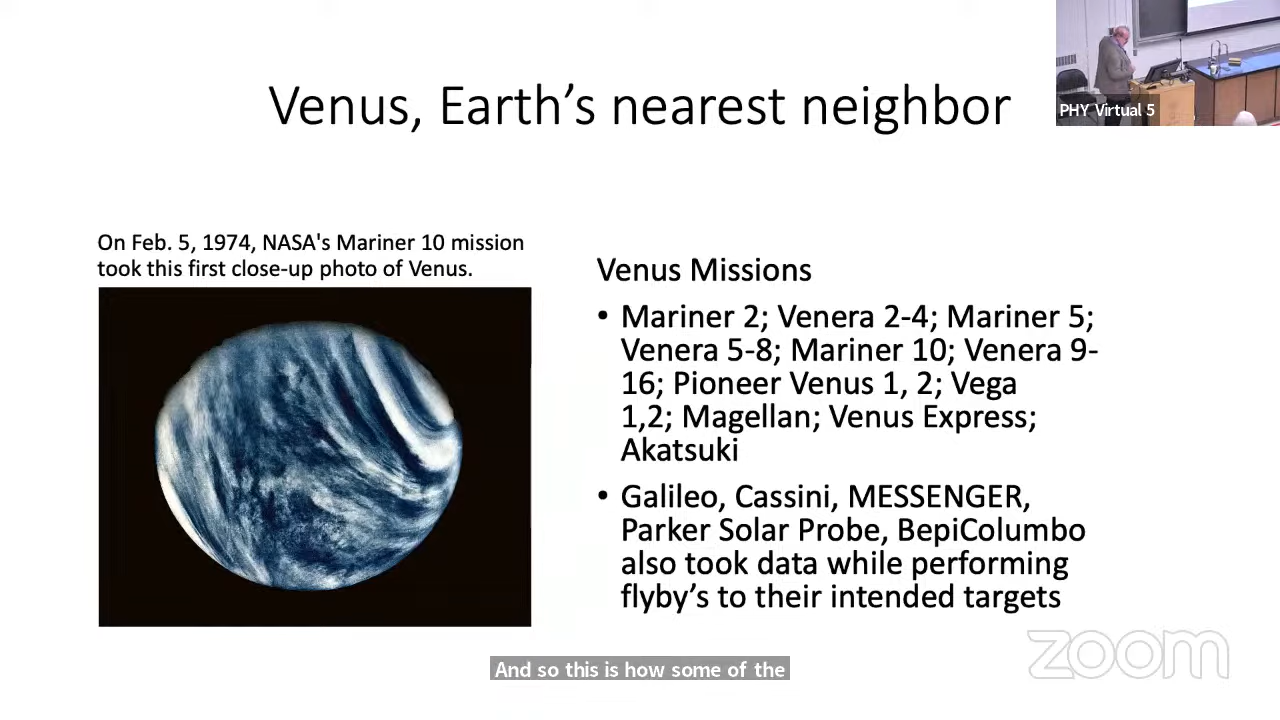 Venus, Earth's nearest neighbor
PHY Virtual 5
On Feb. 5, 1974, NASA's Mariner 10 mission
took this first close-up photo of Venus.
Venus Missions
• Mariner 2; Venera 2-4; Mariner 5;
Venera 5-8; Mariner 10; Venera 9-
16; Pioneer Venus 1, 2; Vega
1,2; Magellan; Venus Express;
Akatsuki
• Galileo, Cassini, MESSENGER,
Parker Solar Probe, BepiColumbo
also took data while performing
flyby's to their intended targets
zoom
And so this is how some of the